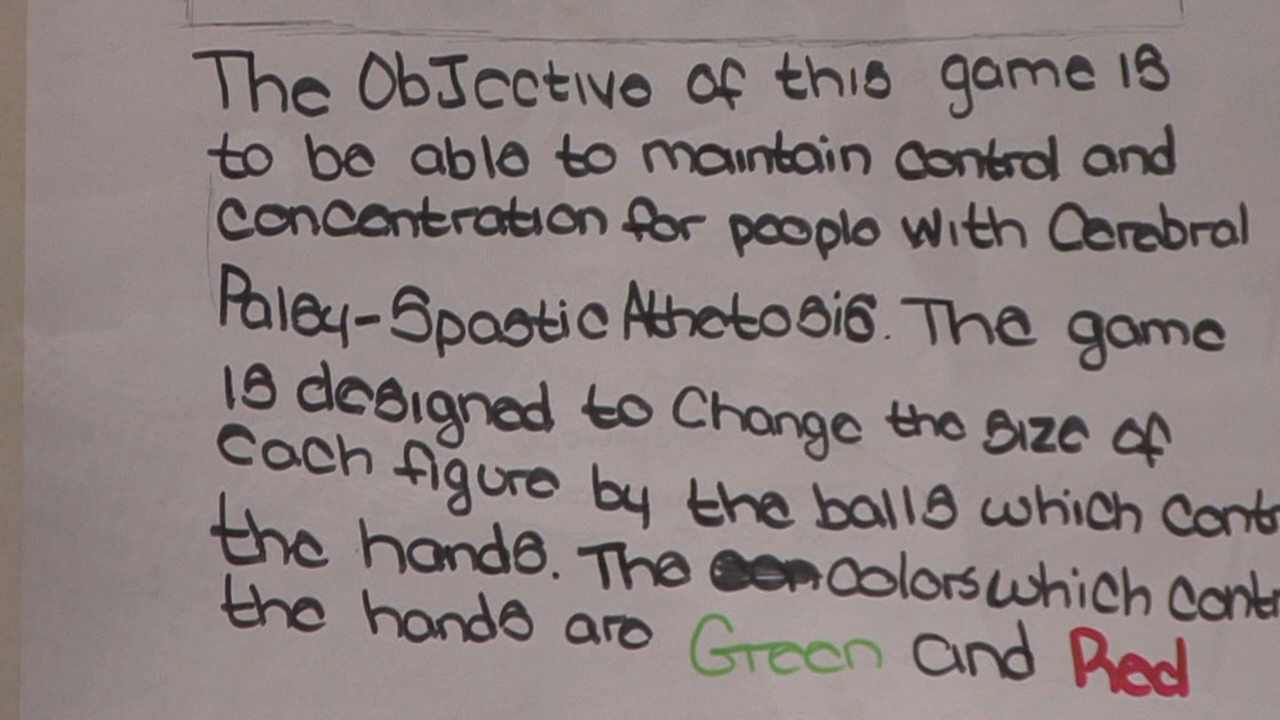 The ObJective of this game is
to be able to maintain control and
concentration for people with Cerebral
Palsy-Spastic Athetosis. The game
is designed to Change the size of
each figure by the balls which cont
the hands. The colors which cont
the hands are Green and Red